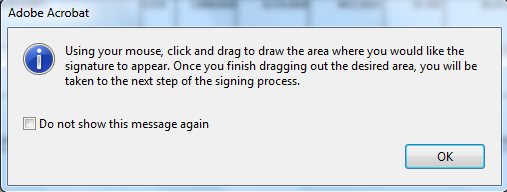 Adobe Acrobat
Using your mouse, click and drag to draw the area where you would like the
signature to appear. Once you finish dragging out the desired area, you will be
taken to the next step of the signing process.
Do not show this message again
OK